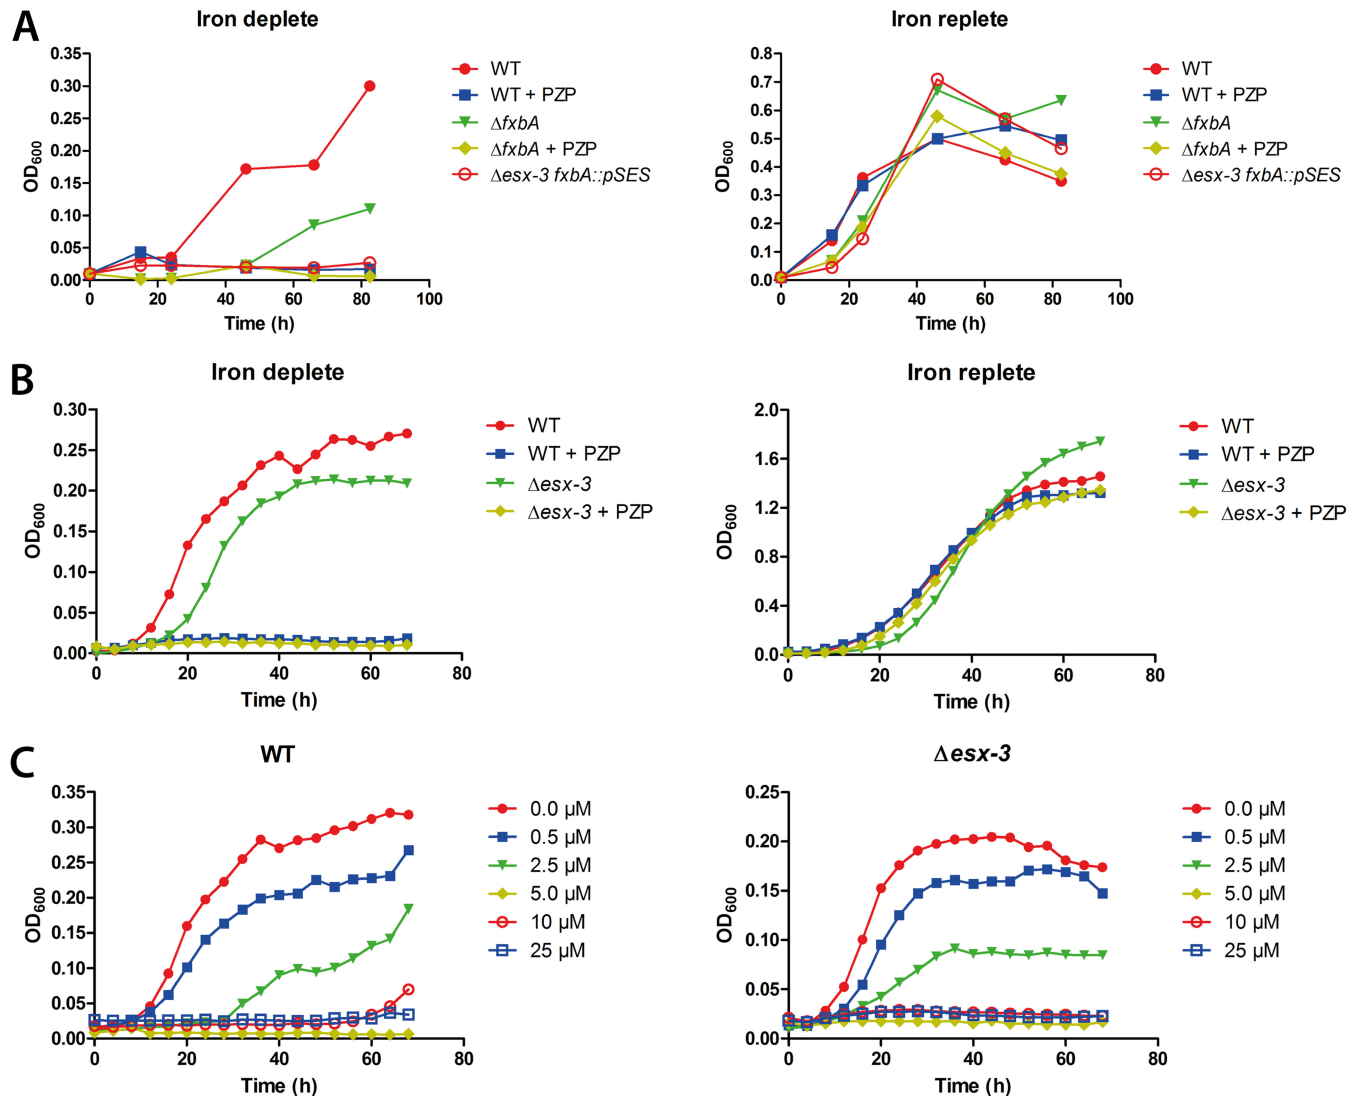 A
Iron deplete
OD600
0.35
0.30
0.25
0.20
0.15
0.10
0.05
0.00
0 20 40 60 80 100
Time (h)
WT
WT + PZP
ΔfxbA
ΔfxbA + PZP
Δesx-3 fxbA::pSES
Iron replete
OD600
0.8
0.7
0.6
0.5
0.4
0.3
0.2
0.1
0.0
0 20 40 60 80 100
Time (h)
WT
WT + PZP
ΔfxbA
ΔfxbA + PZP
Δesx-3 fxbA::pSES
B
Iron deplete
OD600
0.30
0.25
0.20
0.15
0.10
0.05
0.00
0 20 40 60 80
Time (h)
WT
WT + PZP
Δesx-3
Δesx-3 + PZP
Iron replete
OD600
2.0
1.6
1.2
0.8
0.4
0.0
0 20 40 60 80
Time (h)
WT
WT + PZP
Δesx-3
Δesx-3 + PZP
C
WT
OD600
0.35
0.30
0.25
0.20
0.15
0.10
0.05
0.00
0 20 40 60 80
Time (h)
0.0 µM
0.5 µM
2.5 µM
5.0 µM
10 µM
25 µM
Δesx-3
OD600
0.25
0.20
0.15
0.10
0.05
0.00
0 20 40 60 80
Time (h)
0.0 µM
0.5 µM
2.5 µM
5.0 µM
10 µM
25 µM